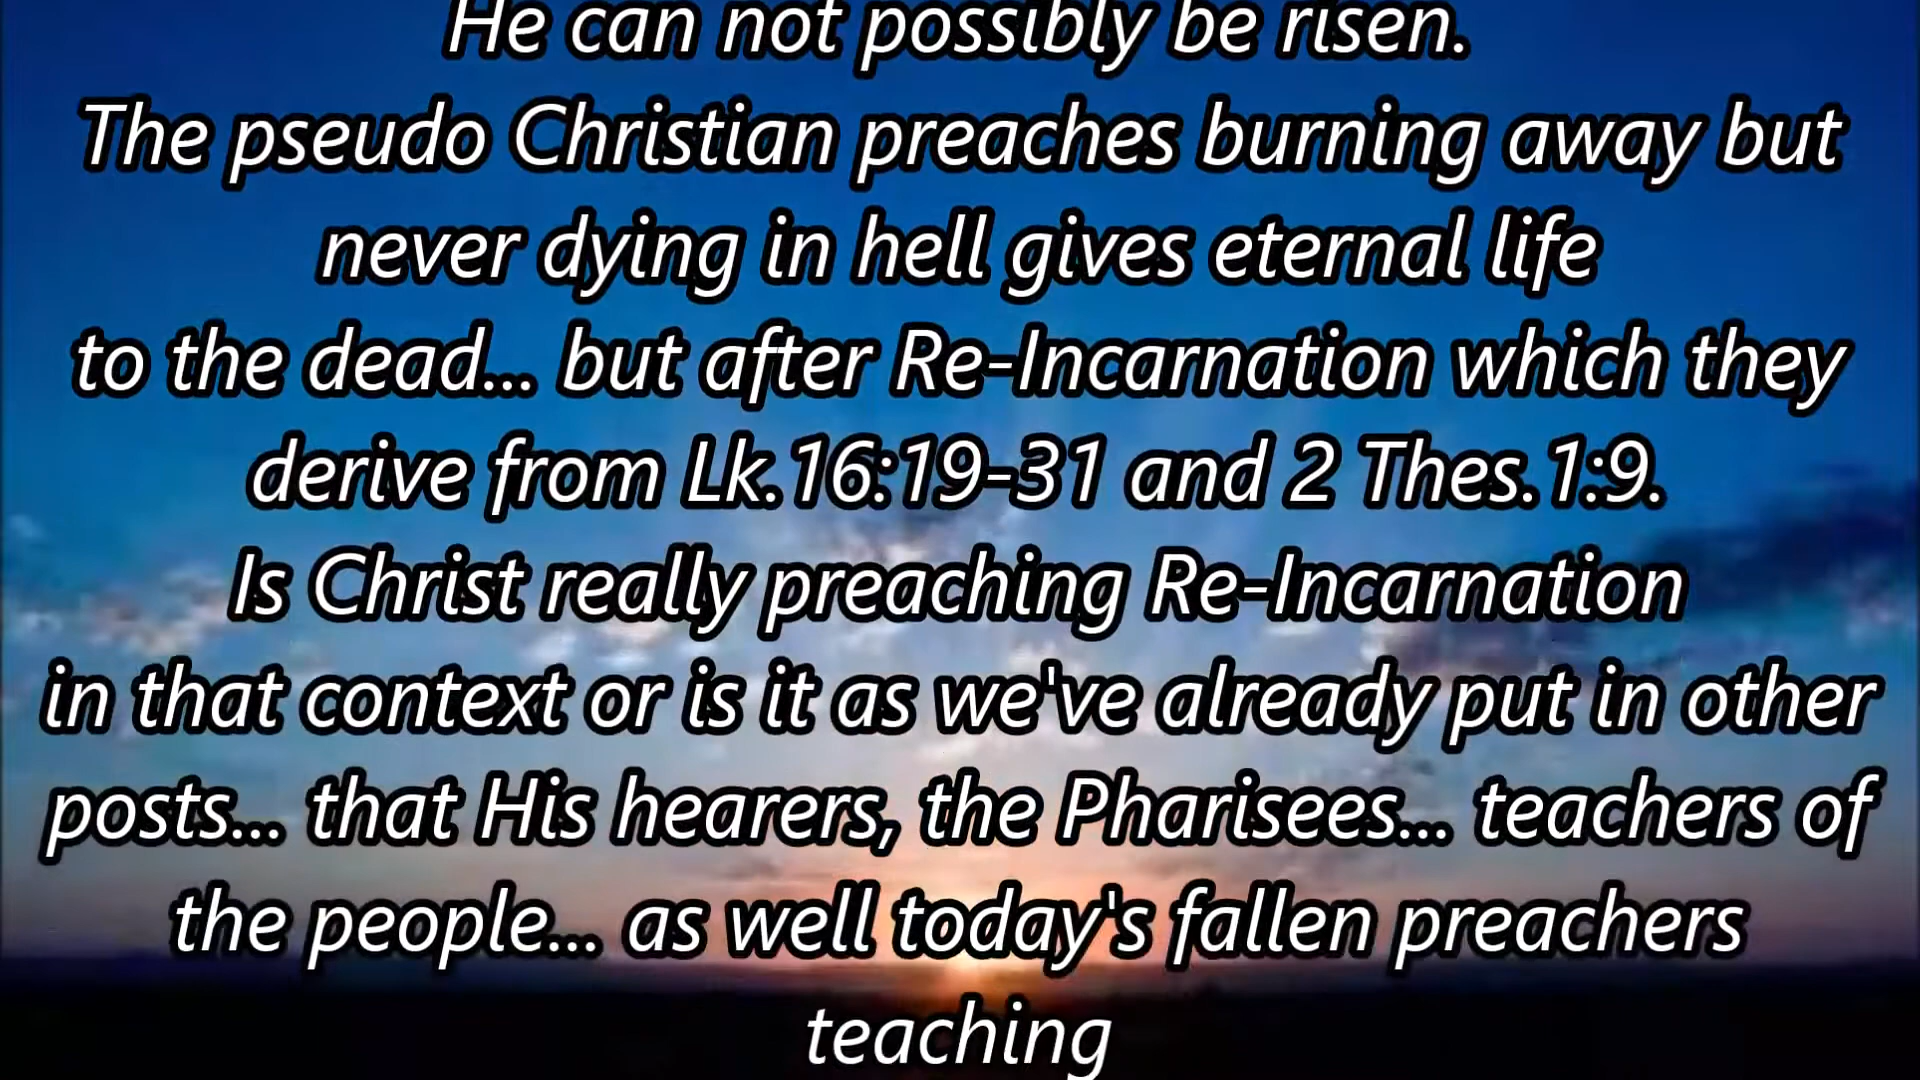 He can not possibly be risen.
The pseudo Christian preaches burning away but
never dying in hell gives eternal life
to the dead... but after Re-Incarnation which they
derive from Lk.16:19-31 and 2 Thes.1:9.
Is Christ really preaching Re-Incarnation
in that context or is it as we've already put in other
posts... that His hearers, the Pharisees... teachers of
the people... as well today's fallen preachers
teaching